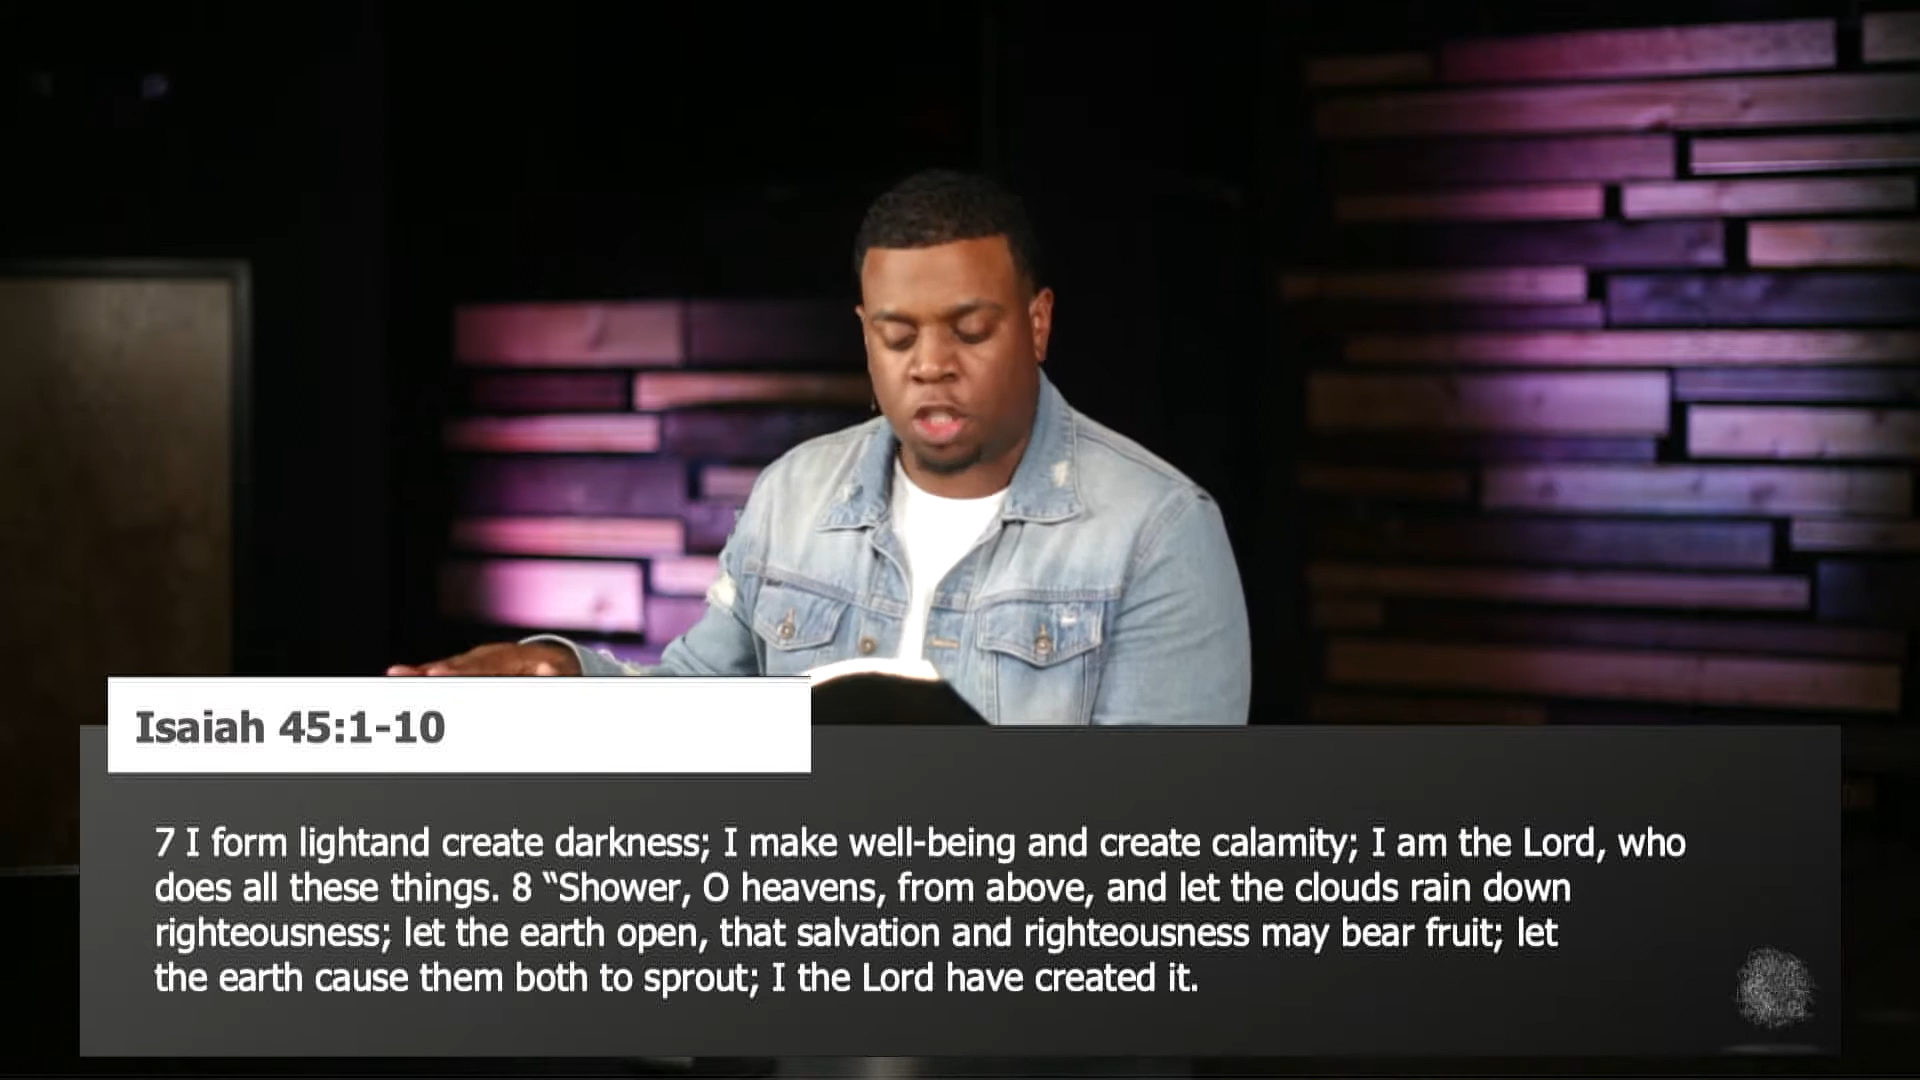 Isaiah 45:1-10
7 I form lightand create darkness; I make well-being and create calamity; I am the Lord, who
does all these things. 8 “Shower, O heavens, from above, and let the clouds rain down
righteousness; let the earth open, that salvation and righteousness may bear fruit; let
the earth cause them both to sprout; I the Lord have created it.